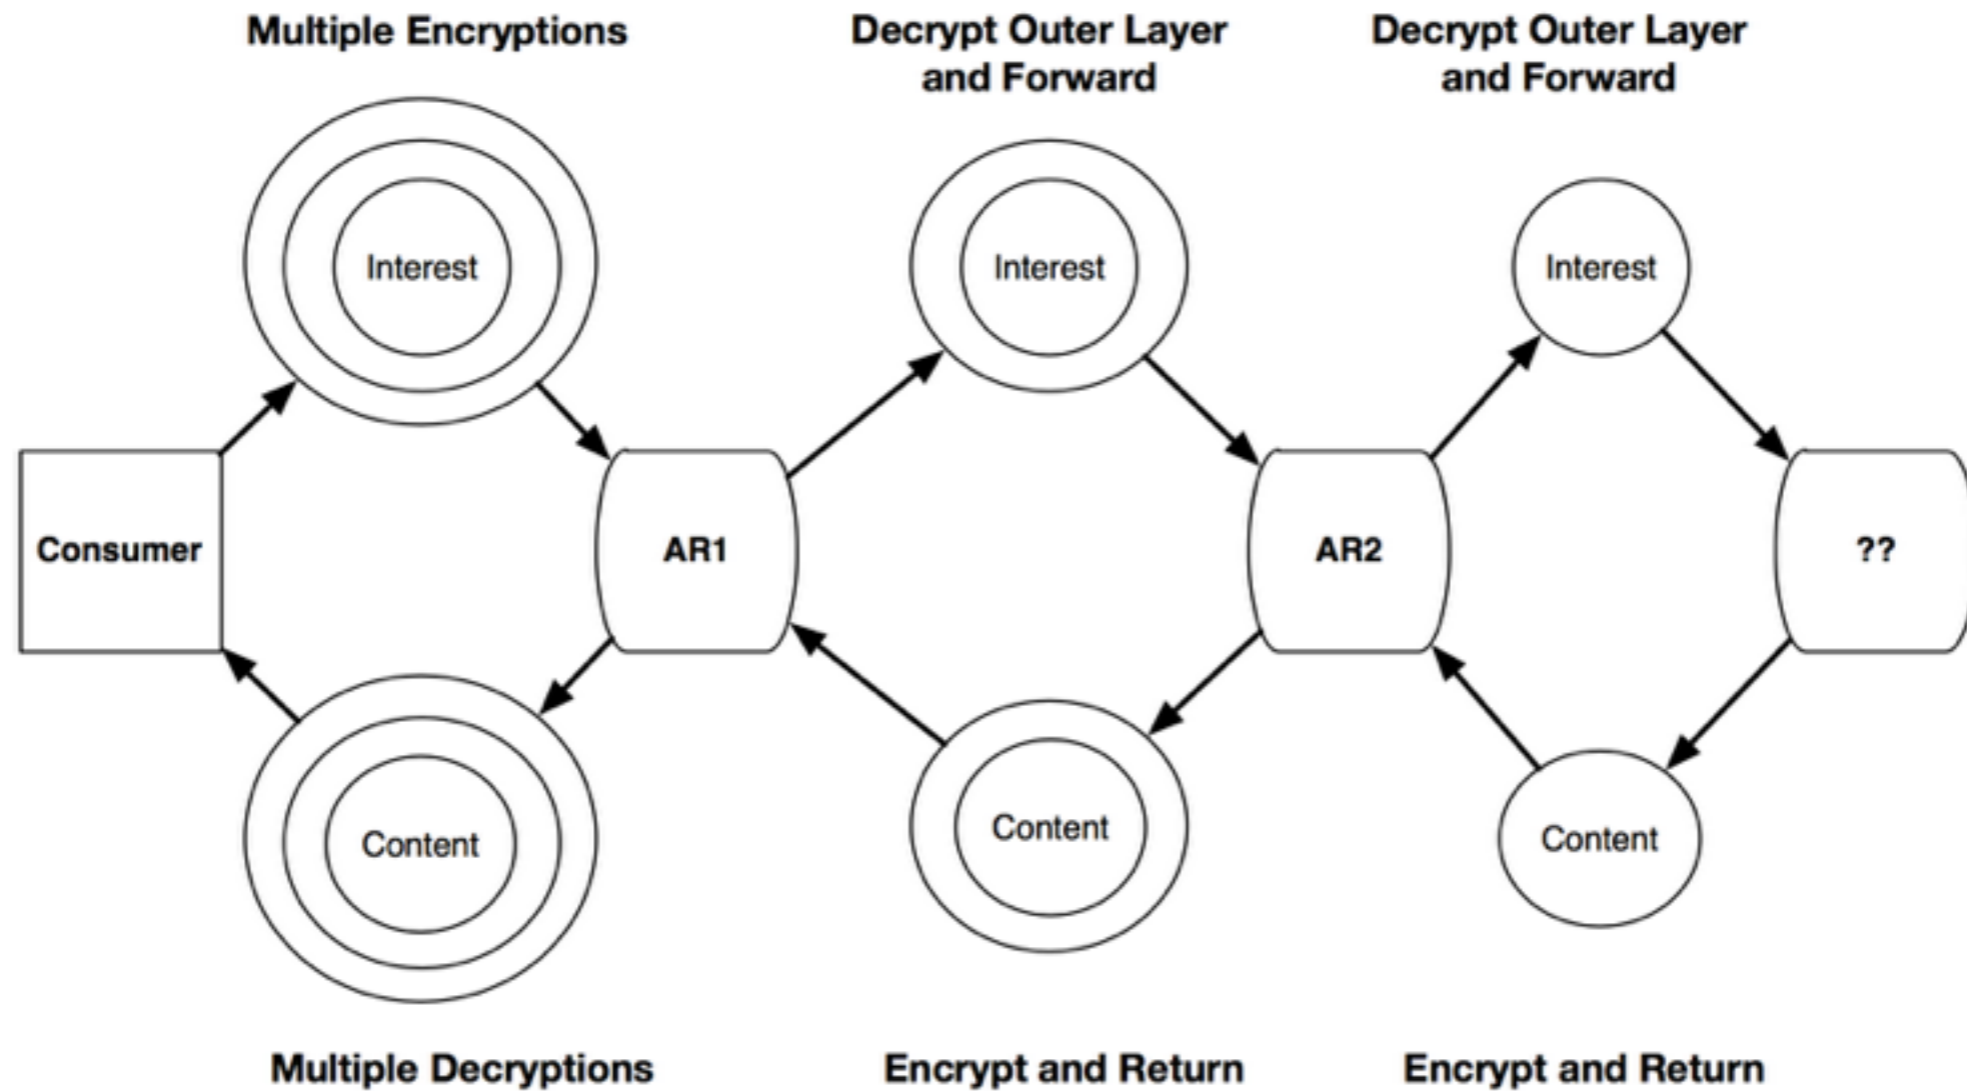 Multiple Encryptions
Decrypt Outer Layer
and Forward
Decrypt Outer Layer
and Forward
Interest
Interest
Interest
Consumer
AR1
AR2
??
Content
Content
Content
Multiple Decryptions
Encrypt and Return
Encrypt and Return